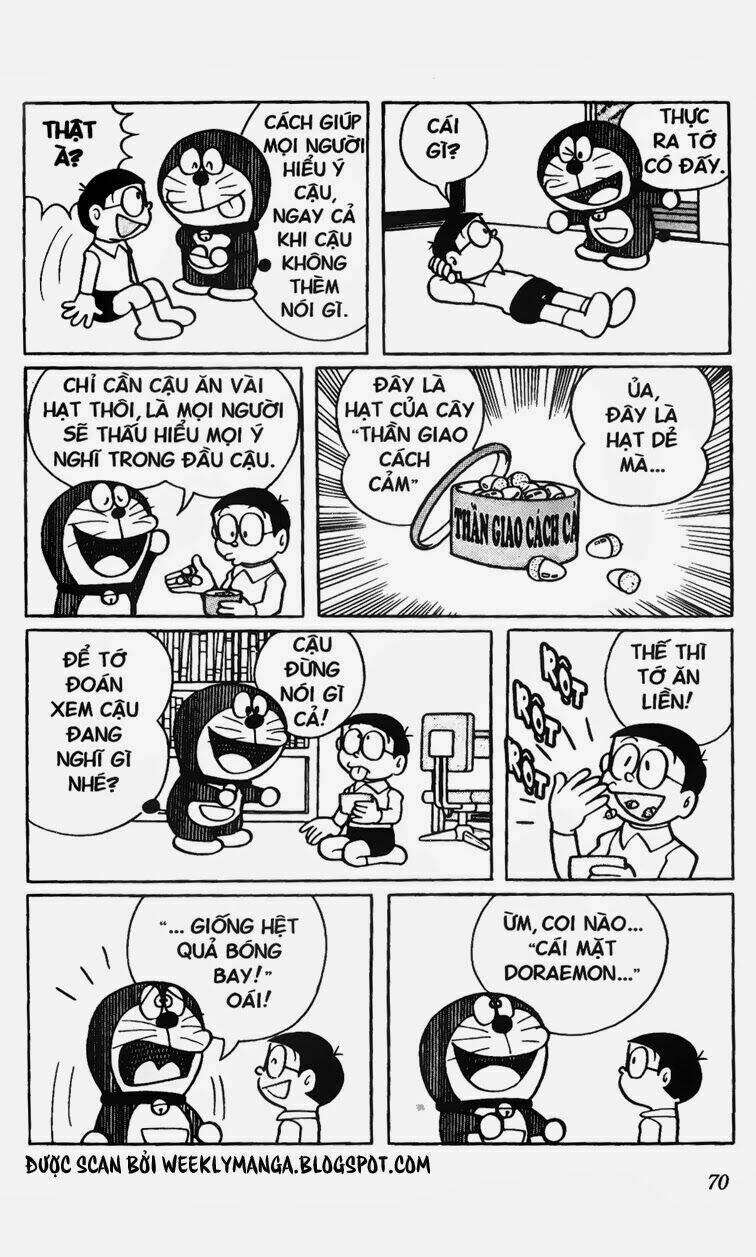 THỰC
RA TỚ
CÓ ĐẤY.
CÁI
GÌ?
CÁCH GIÚP
MỌI NGƯỜI
HIỂU Ý
CẬU,
NGAY CẢ
KHI CẬU
KHÔNG
THÈM
NÓI GÌ.
THẬT
À?
ỦA,
ĐÂY LÀ
HẠT DẺ
MÀ...
ĐÂY LÀ
HẠT CỦA CÂY
"THẦN GIAO
CÁCH
CẢM"
THẦN GIAO CÁCH CẢ
CHỈ CẦN CẬU ĂN VÀI
HẠT THÔI, LÀ MỌI NGƯỜI
SẼ THẤU HIỂU MỌI Ý
NGHĨ TRONG ĐẦU CẬU.
THẾ THÌ
TỚ ĂN
LIỀN!
RỘT
RỘT
RỘT
CẬU
ĐỪNG
NÓI GÌ
CẢ!
ĐỂ TỚ
ĐOÁN
XEM CẬU
ĐANG
NGHĨ GÌ
NHÉ?
ỪM, COI NÀO...
"CÁI MẶT
DORAEMON..."
"... GIỐNG HỆT
QUẢ BÓNG
BAY!"
OÁI!
ĐƯỢC SCAN BỞI WEEKLYMANGA.BLOGSPOT.COM
70